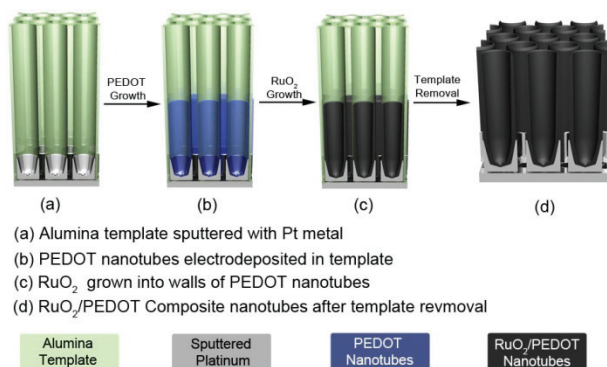 PEDOT
Growth
RuO₂
Growth
Template
Removal
(a)
(b)
(c)
(d)
(a) Alumina template sputtered with Pt metal
(b) PEDOT nanotubes electrodeposited in template
(c) RuO₂ grown into walls of PEDOT nanotubes
(d) RuO₂/PEDOT Composite nanotubes after template revmoval
Alumina
Template
Sputtered
Platinum
PEDOT
Nanotubes
RuO₂/PEDOT
Nanotubes